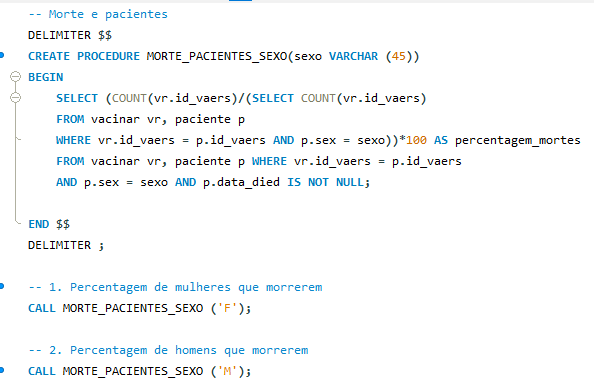 -- Morte e pacientes
DELIMITER $$
CREATE PROCEDURE MORTE_PACIENTES_SEXO(sexo VARCHAR (45))
BEGIN
SELECT (COUNT(vr.id_vaers)/(SELECT COUNT(vr.id_vaers)
FROM vacinar vr, paciente p
WHERE vr.id_vaers = p.id_vaers AND p.sex = sexo))*100 AS percentagem_mortes
FROM vacinar vr, paciente p WHERE vr.id_vaers = p.id_vaers
AND p.sex = sexo AND p.data_died IS NOT NULL;
END $$
DELIMITER ;
-- 1. Percentagem de mulheres que morrerem
CALL MORTE_PACIENTES_SEXO ('F');
-- 2. Percentagem de homens que morrerem
CALL MORTE_PACIENTES_SEXO ('M');